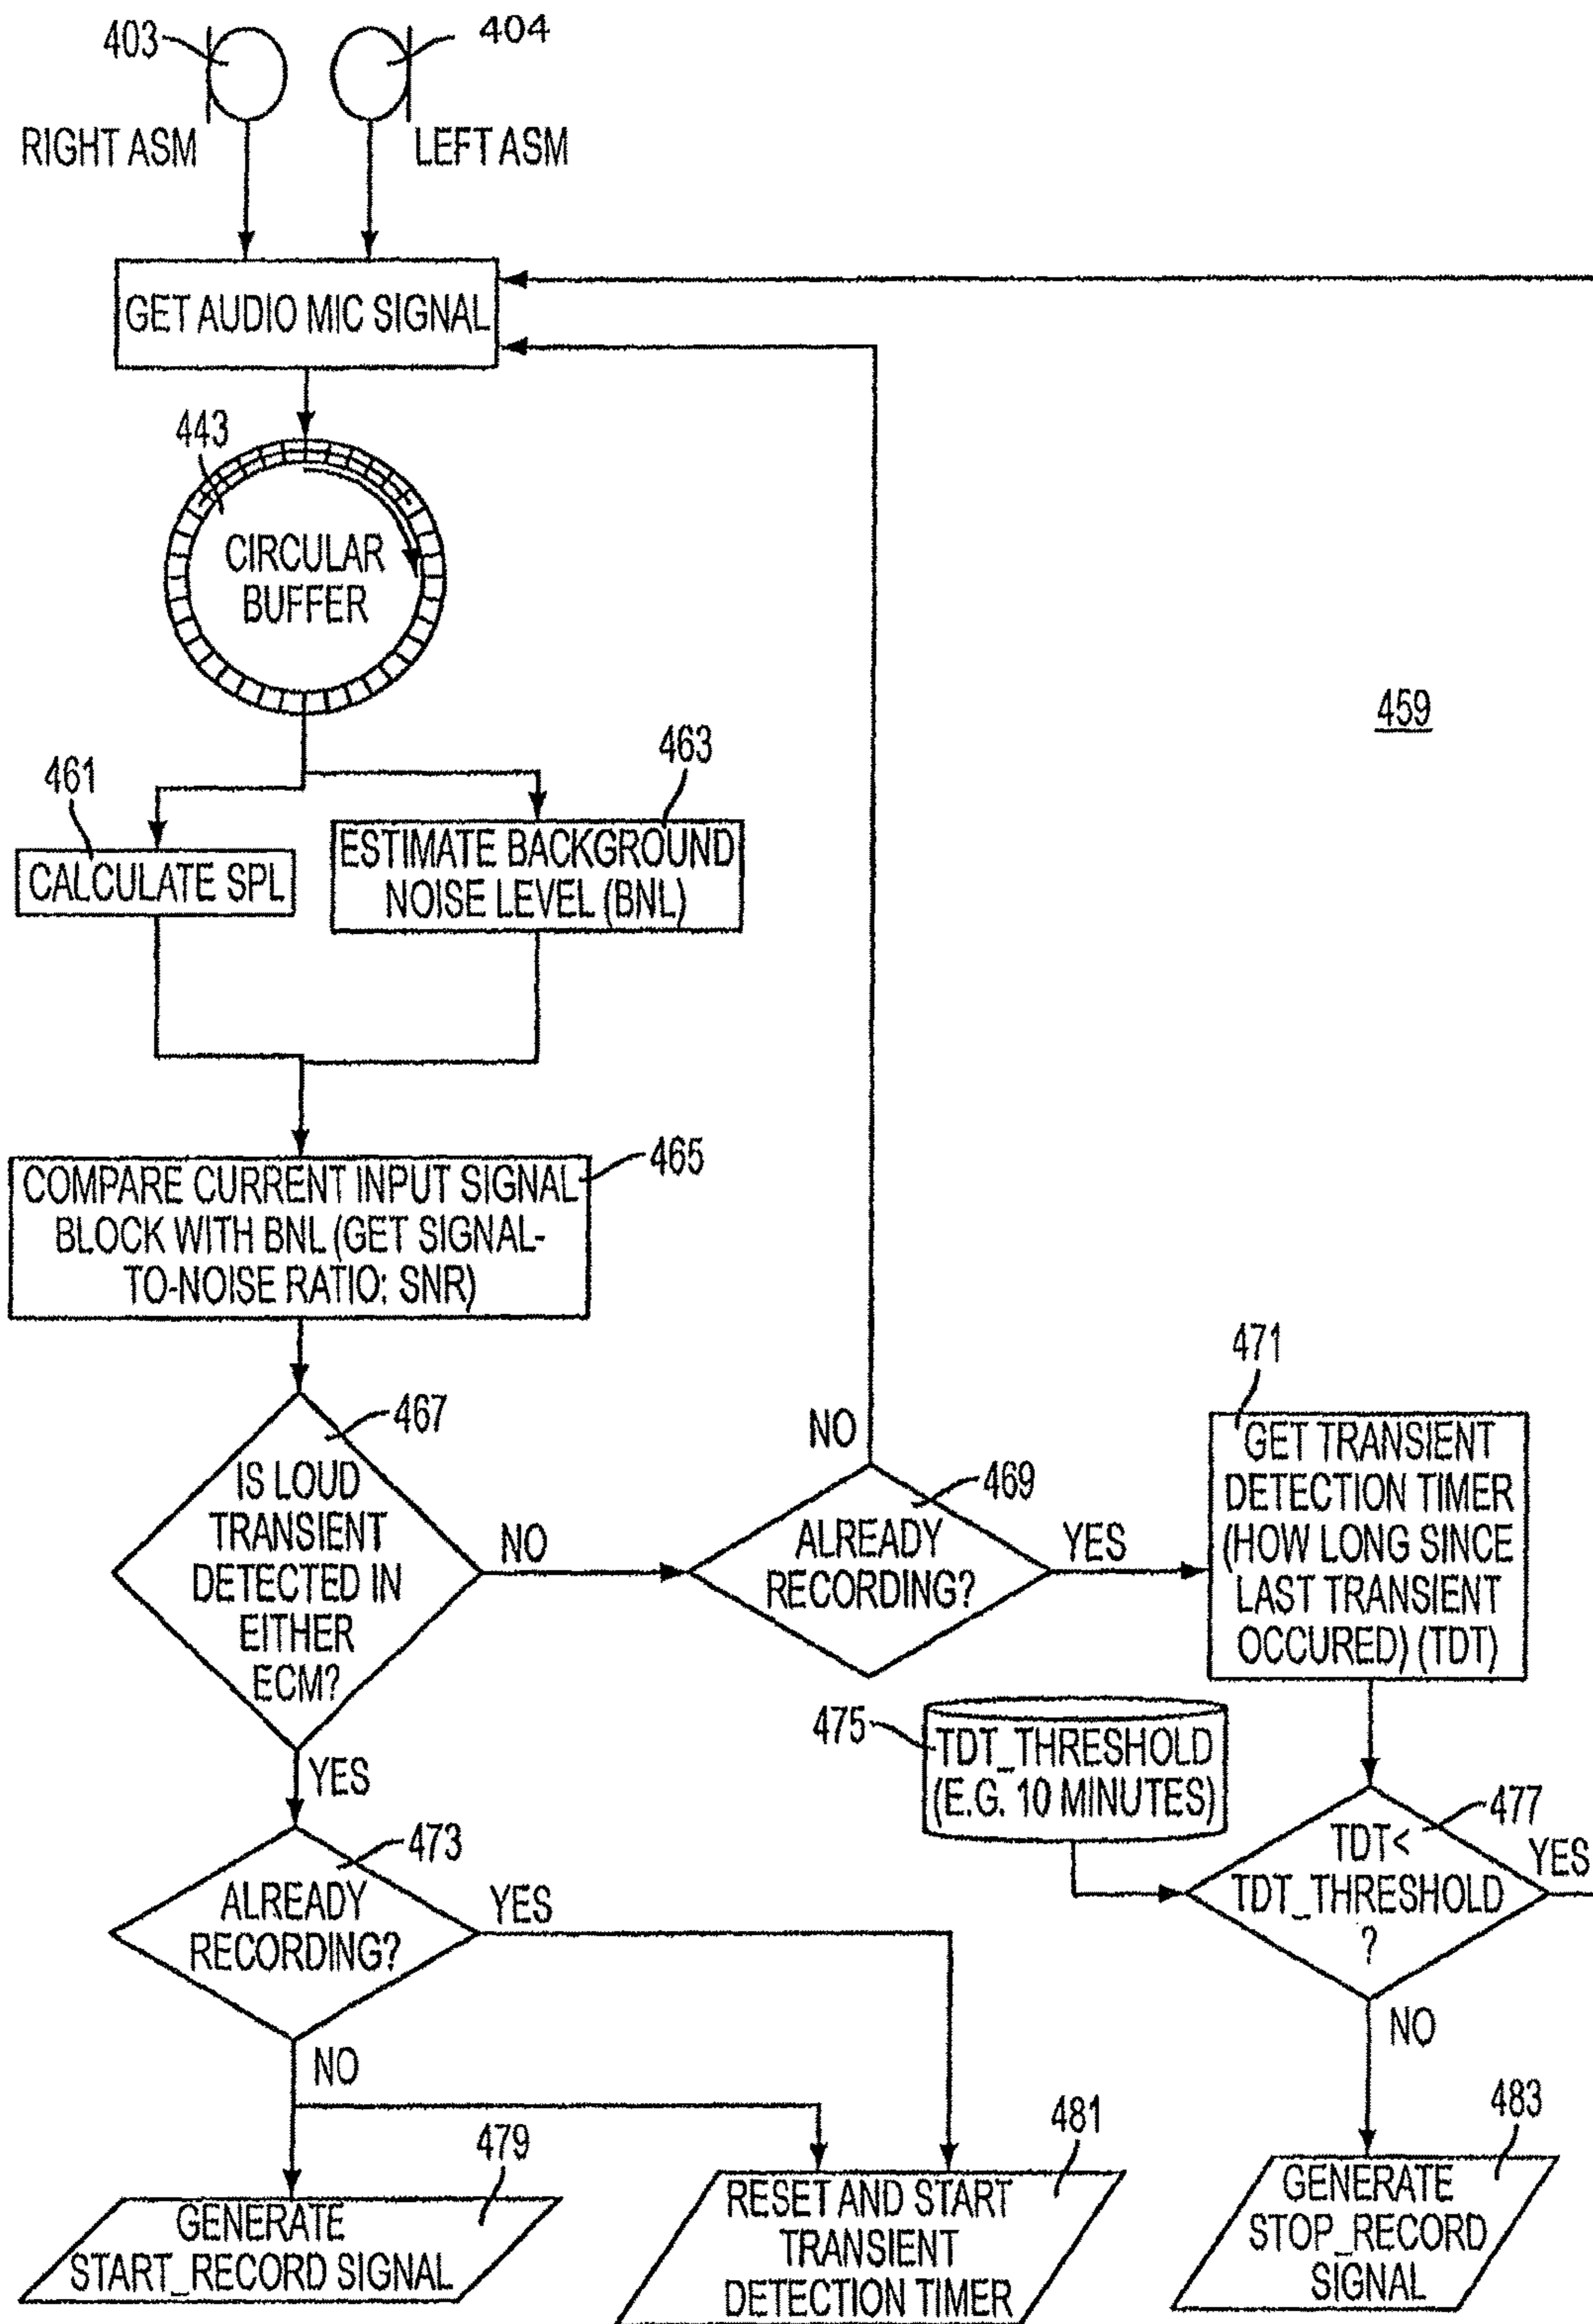 403
404
RIGHT ASM
LEFT ASM
GET AUDIO MIC SIGNAL
443
CIRCULAR
BUFFER
459
461
463
CALCULATE SPL
ESTIMATE BACKGROUND
NOISE LEVEL (BNL)
465
COMPARE CURRENT INPUT SIGNAL
BLOCK WITH BNL (GET SIGNAL-
TO-NOISE RATIO: SNR)
467
IS LOUD
TRANSIENT
DETECTED IN
EITHER
ECM?
NO
YES
NO
469
ALREADY
RECORDING?
YES
471
GET TRANSIENT
DETECTION TIMER
(HOW LONG SINCE
LAST TRANSIENT
OCCURED) (TDT)
475
TDT_THRESHOLD
(E.G. 10 MINUTES)
477
TDT<
TDT_THRESHOLD
?
YES
NO
473
ALREADY
RECORDING?
YES
NO
479
GENERATE
START_RECORD SIGNAL
481
RESET AND START
TRANSIENT
DETECTION TIMER
483
GENERATE
STOP_RECORD
SIGNAL